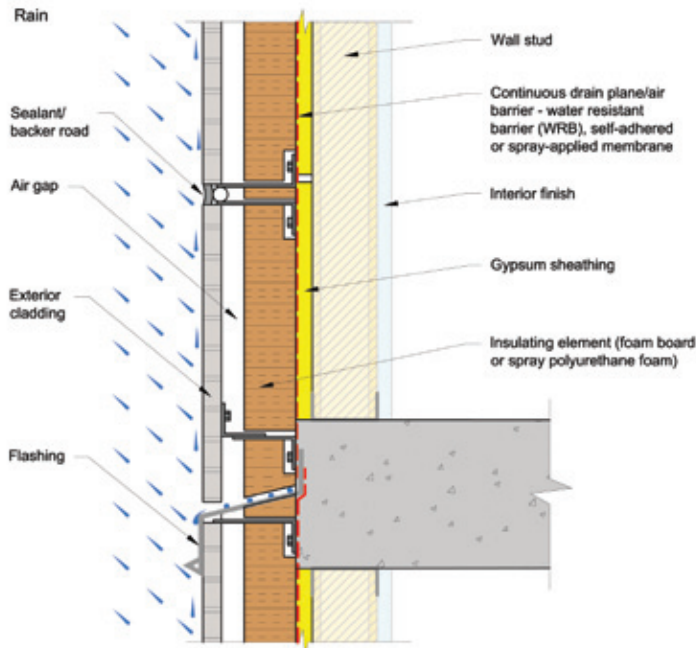 Rain
Sealant/
backer road
Air gap
Exterior
cladding
Flashing
Wall stud
Continuous drain plane/air
barrier - water resistant
barrier (WRB), self-adhered
or spray-applied membrane
Interior finish
Gypsum sheathing
Insulating element (foam board
or spray polyurethane foam)